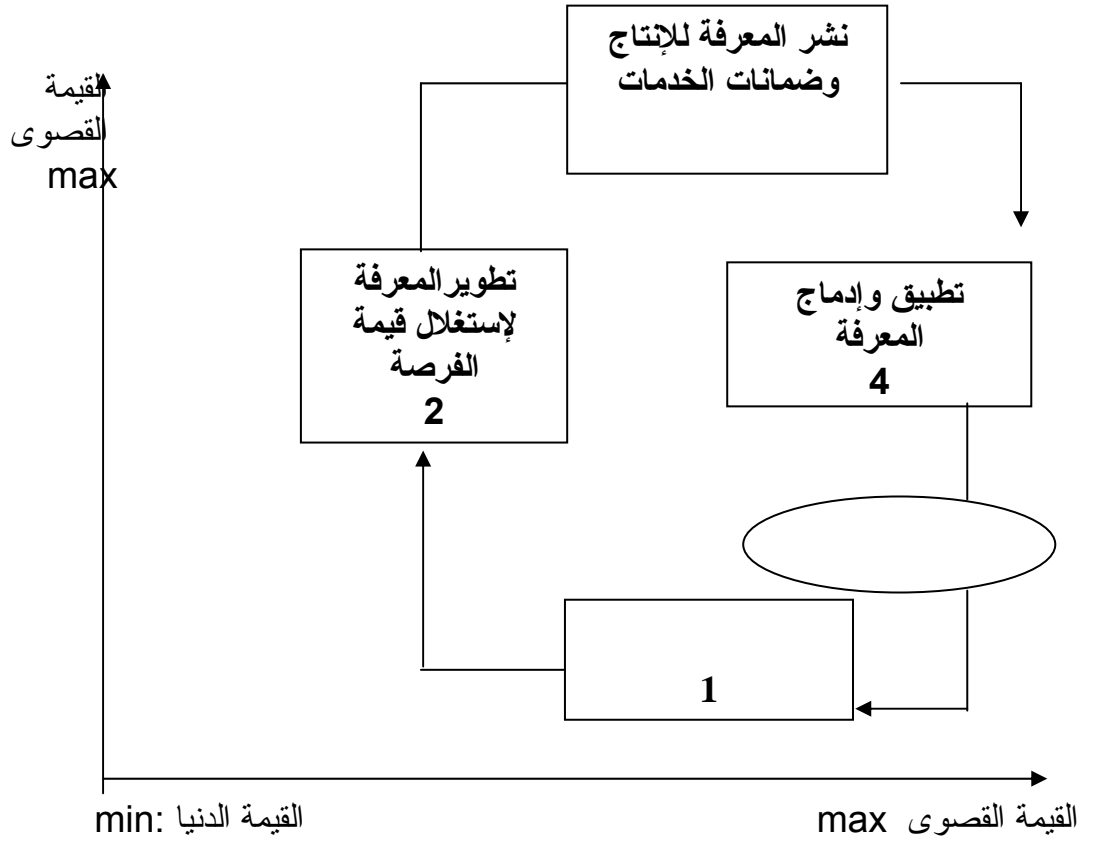 نشر المعرفة للإنتاج
وضمانات الخدمات
القيمة
القصوى
max
تطويرالمعرفة
لإستغلال قيمة
الفرصة
2
تطبيق وإدماج
المعرفة
4
1
القيمة الدنيا :min
القيمة القصوى max